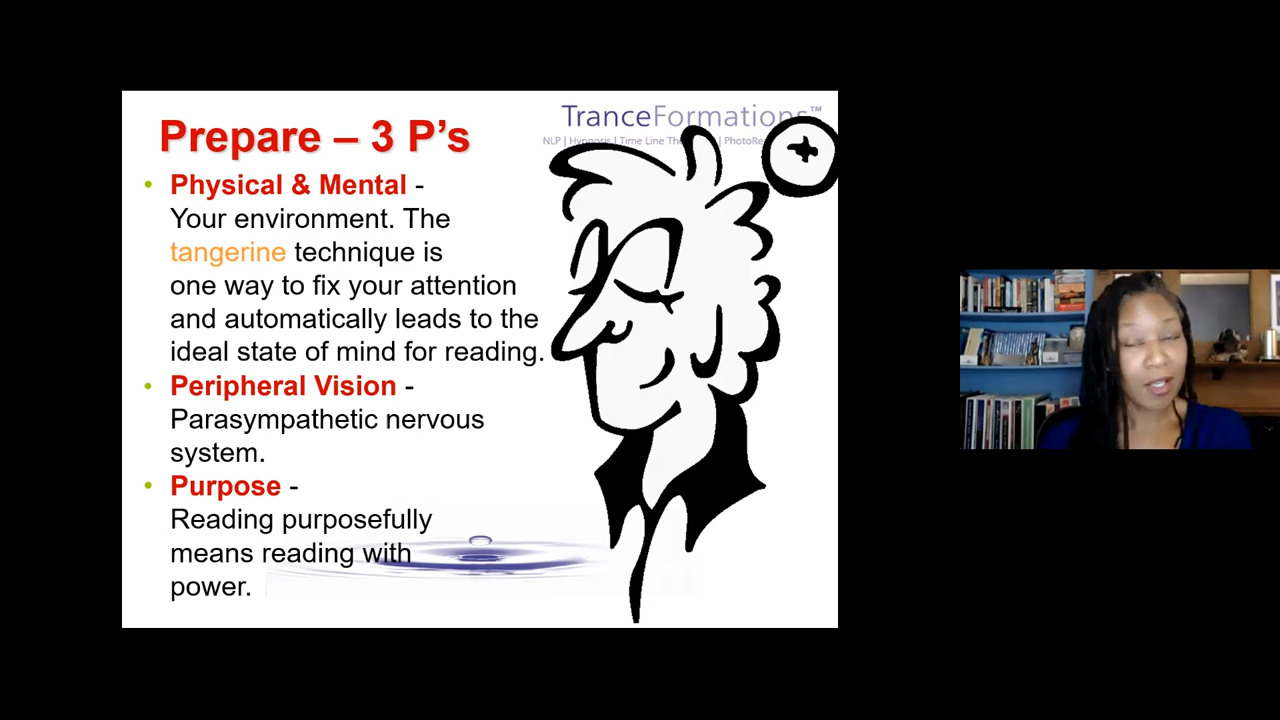 TranceFormations™
Prepare – 3 P's
NLP | Hypnosis | Time Line The
| PhotoRe
• Physical & Mental -
Your environment. The
tangerine technique is
one way to fix your attention
and automatically leads to the
ideal state of mind for reading.
• Peripheral Vision -
Parasympathetic nervous
system.
• Purpose -
Reading purposefully
means reading with
power.